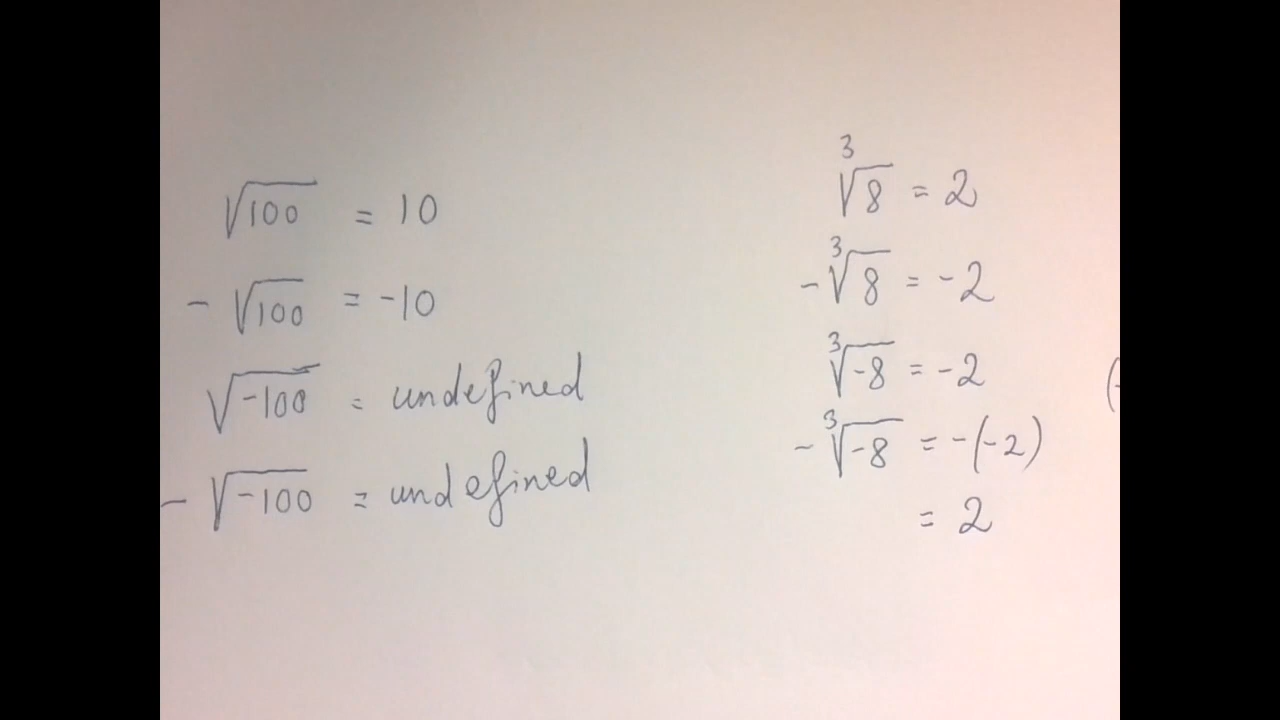 √100 = 10
-√100 = -10
√-100 = undefined
-√-100 = undefined
³√8 = 2
-³√8 = -2
³√-8 = -2
-³√-8 = -(-2)
= 2
(-